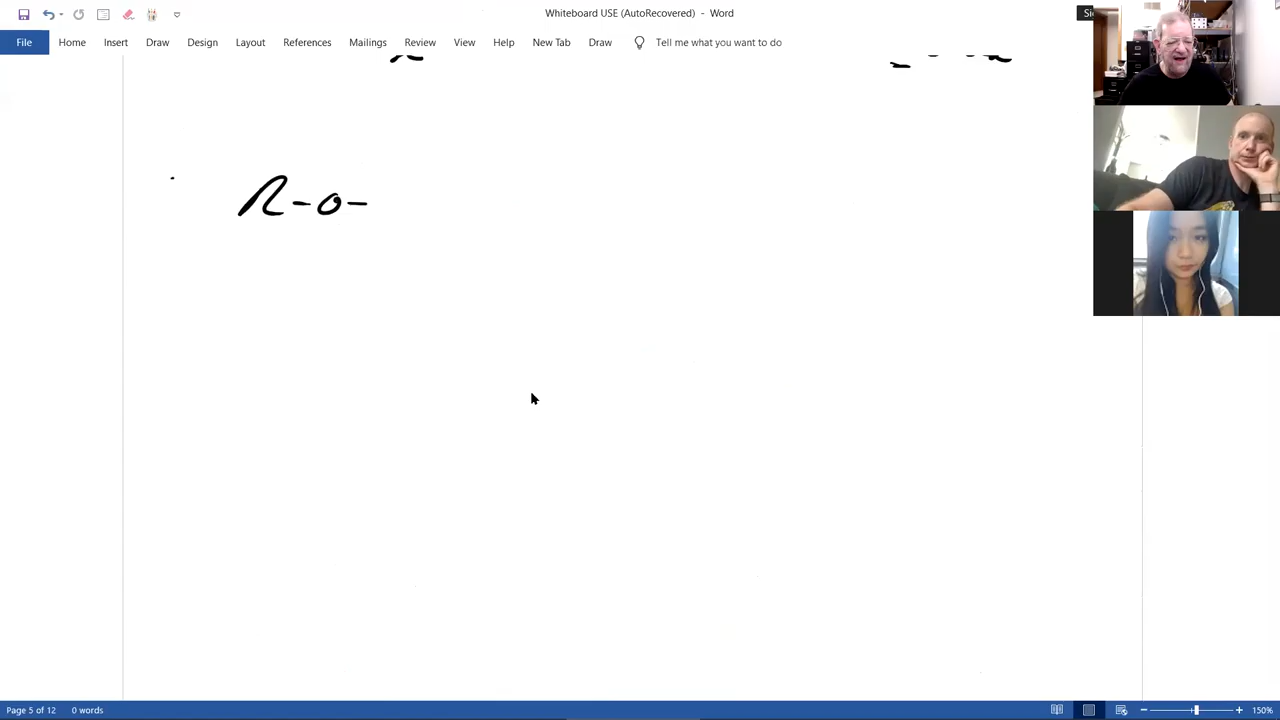 Whiteboard USE (AutoRecovered) - Word
File Home Insert Draw Design Layout References Mailings Review View Help New Tab Draw Tell me what you want to do
R-O-
Page 5 of 12 0 words 150%